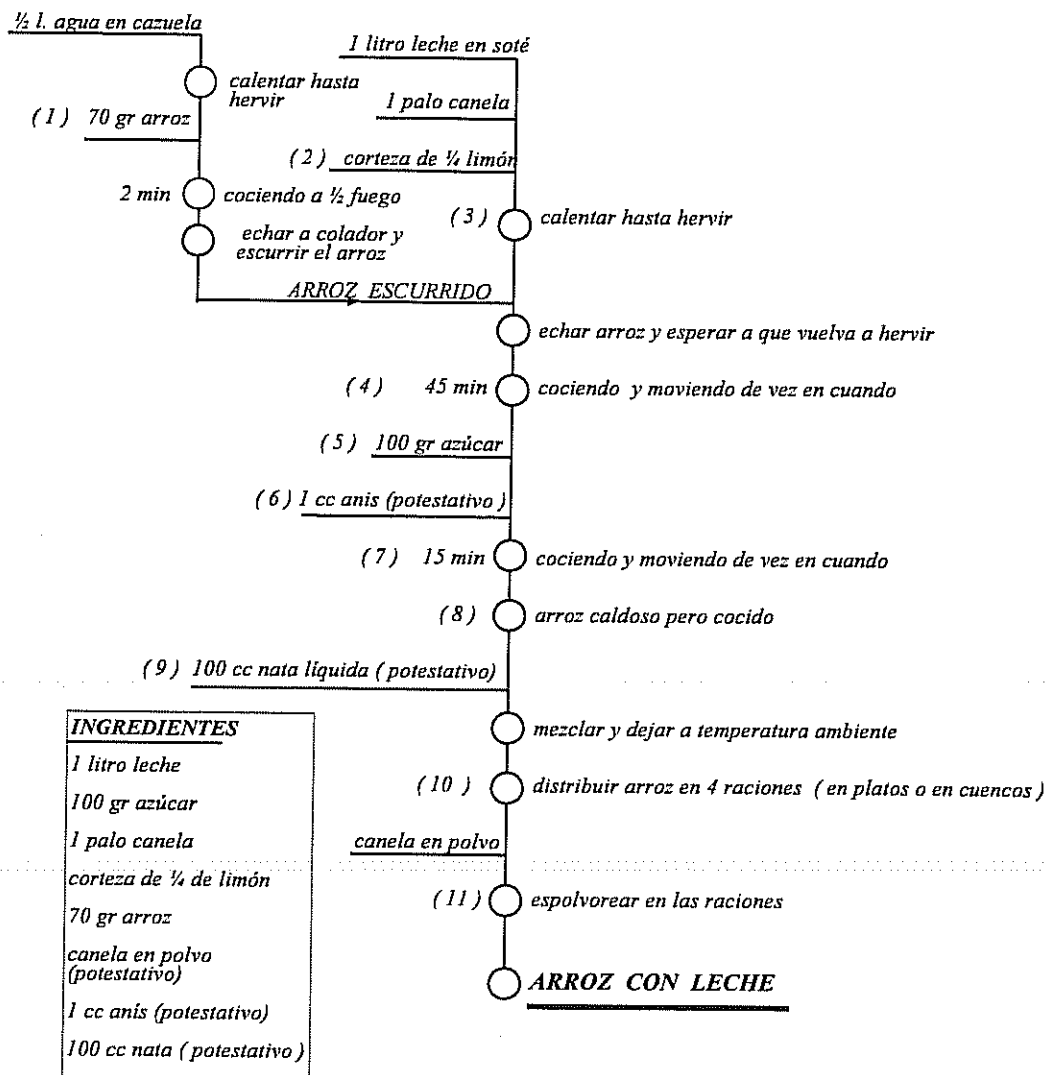 ½ l. agua en cazuela
calentar hasta
hervir
( 1 ) 70 gr arroz
2 min cociendo a ½ fuego
echar a colador y
escurrir el arroz
ARROZ ESCURRIDO
1 litro leche en soté
1 palo canela
( 2 ) corteza de ¼ limón
( 3 ) calentar hasta hervir
echar arroz y esperar a que vuelva a hervir
( 4 ) 45 min cociendo y moviendo de vez en cuando
( 5 ) 100 gr azúcar
( 6 ) 1 cc anis (potestativo )
( 7 ) 15 min cociendo y moviendo de vez en cuando
( 8 ) arroz caldoso pero cocido
( 9 ) 100 cc nata líquida ( potestativo)
mezclar y dejar a temperatura ambiente
( 10 ) distribuir arroz en 4 raciones ( en platos o en cuencos )
canela en polvo
( 11 ) espolvorear en las raciones
ARROZ CON LECHE
INGREDIENTES
1 litro leche
100 gr azúcar
1 palo canela
corteza de ¼ de limón
70 gr arroz
canela en polvo
(potestativo)
1 cc anís (potestativo)
100 cc nata ( potestativo )